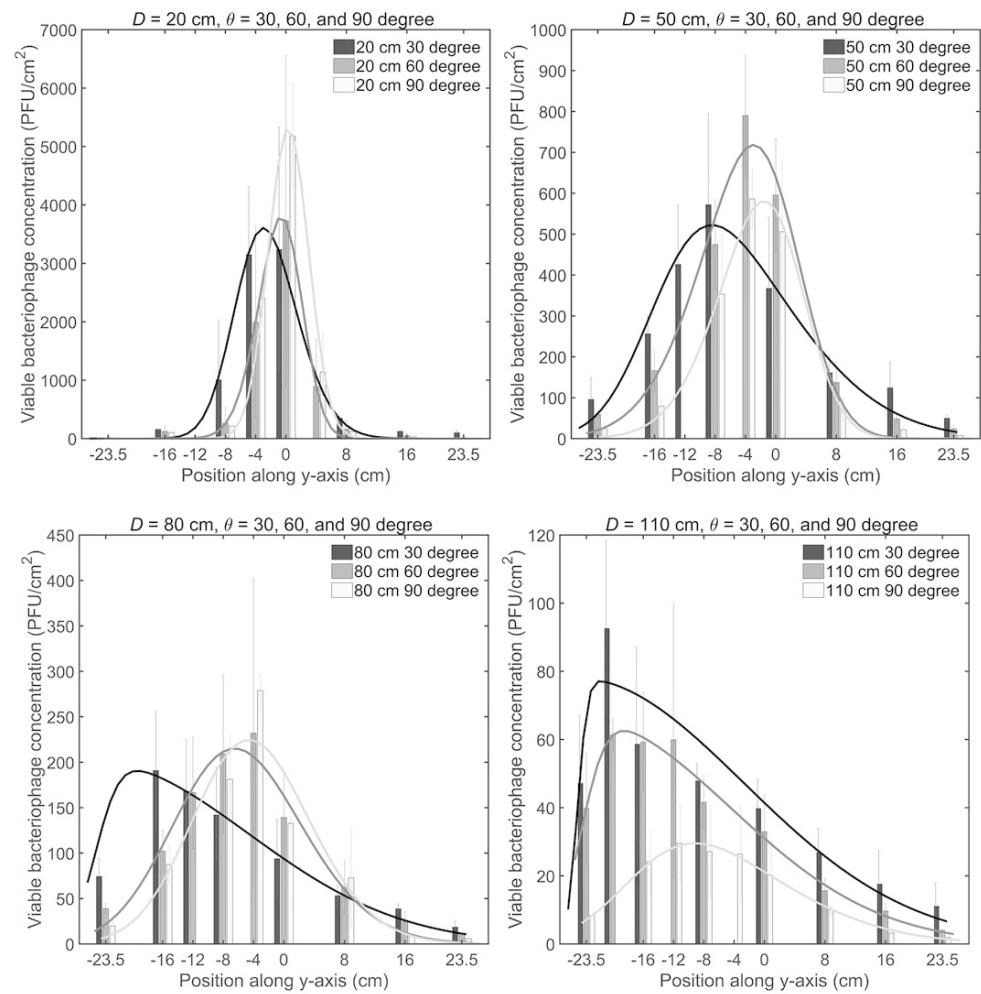 D = 20 cm, θ = 30, 60, and 90 degree
Viable bacteriophage concentration (PFU/cm²)
7000
6000
5000
4000
3000
2000
1000
0
20 cm 30 degree
20 cm 60 degree
20 cm 90 degree
-23.5 -16 -8 -4 0 8 16 23.5
Position along y-axis (cm)
D = 50 cm, θ = 30, 60, and 90 degree
Viable bacteriophage concentration (PFU/cm²)
1000
900
800
700
600
500
400
300
200
100
0
50 cm 30 degree
50 cm 60 degree
50 cm 90 degree
-23.5 -16 -12 -8 -4 0 8 16 23.5
Position along y-axis (cm)
D = 80 cm, θ = 30, 60, and 90 degree
Viable bacteriophage concentration (PFU/cm²)
450
400
350
300
250
200
150
100
50
0
80 cm 30 degree
80 cm 60 degree
80 cm 90 degree
-23.5 -16 -12 -8 -4 0 8 16 23.5
Position along y-axis (cm)
D = 110 cm, θ = 30, 60, and 90 degree
Viable bacteriophage concentration (PFU/cm²)
120
100
80
60
40
20
0
110 cm 30 degree
110 cm 60 degree
110 cm 90 degree
-23.5 -16 -12 -8 -4 0 8 16 23.5
Position along y-axis (cm)